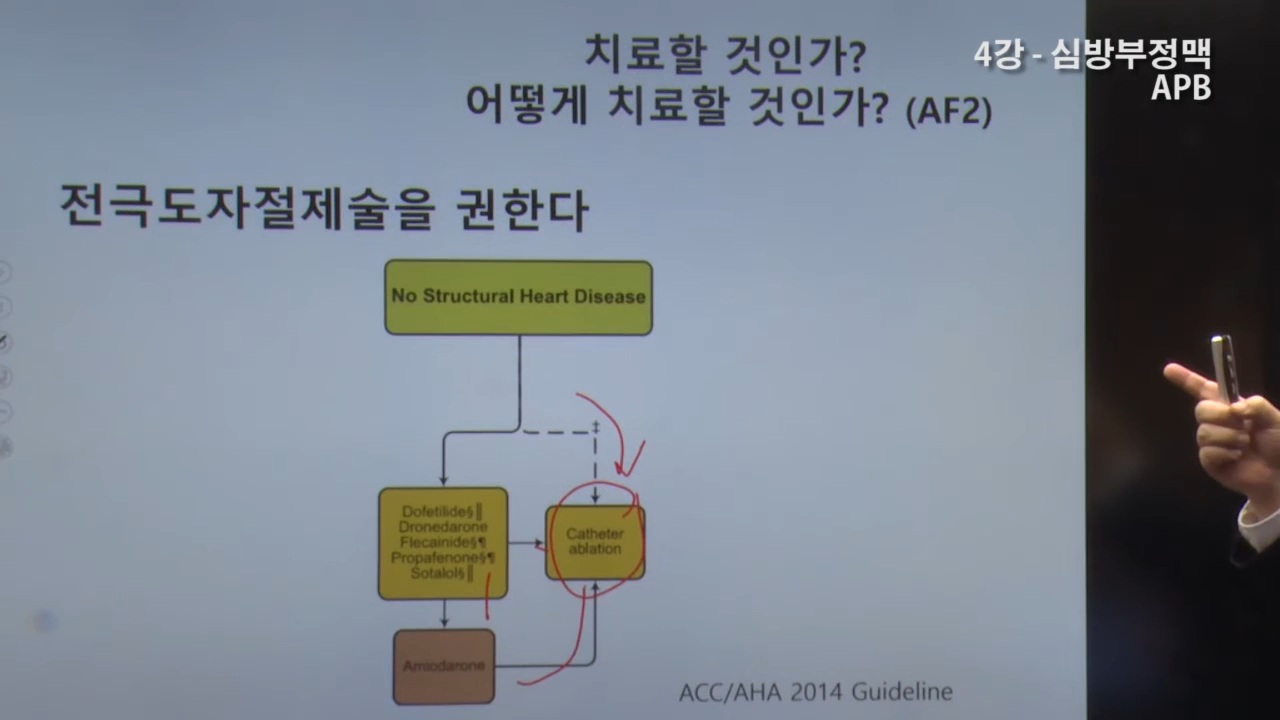 치료할 것인가?
어떻게 치료할 것인가? (AF2)
4강 - 심방부정맥
APB
전극도자절제술을 권한다
No Structural Heart Disease
‡
Dofetilide§‖
Dronedarone
Flecainide§¶
Propafenone§¶
Sotalol§‖
Catheter
ablation
Amiodarone
ACC/AHA 2014 Guideline